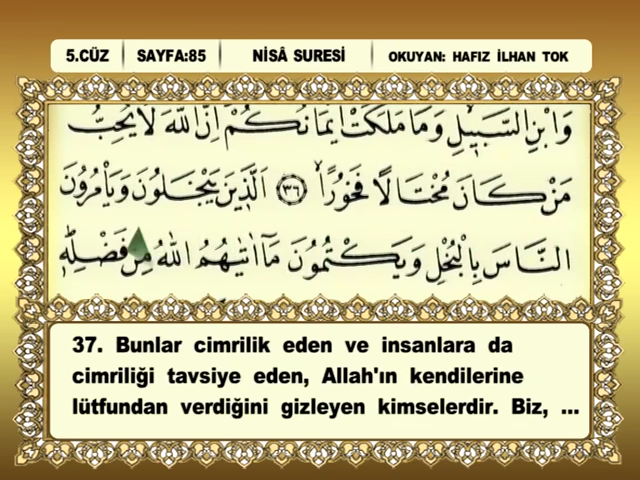 5.CÜZ SAYFA:85 NİSÂ SURESİ OKUYAN: HAFIZ İLHAN TOK
وَابْنِ السَّبِيلِ وَمَا مَلَكَتْ اَيْمَانُكُمْ اِنَّ اللّٰهَ لَا يُحِبُّ
مَنْ كَانَ مُخْتَالًا فَخُورًاۙ ﴿٣٦﴾ اَلَّذِينَ يَبْخَلُونَ وَيَأْمُرُونَ
النَّاسَ بِالْبُخْلِ وَيَكْتُمُونَ مَٓا اٰتٰيهُمُ اللّٰهُ مِنْ فَضْلِهِۜ
37. Bunlar cimrilik eden ve insanlara da
cimriliği tavsiye eden, Allah'ın kendilerine
lütfundan verdiğini gizleyen kimselerdir. Biz, ...